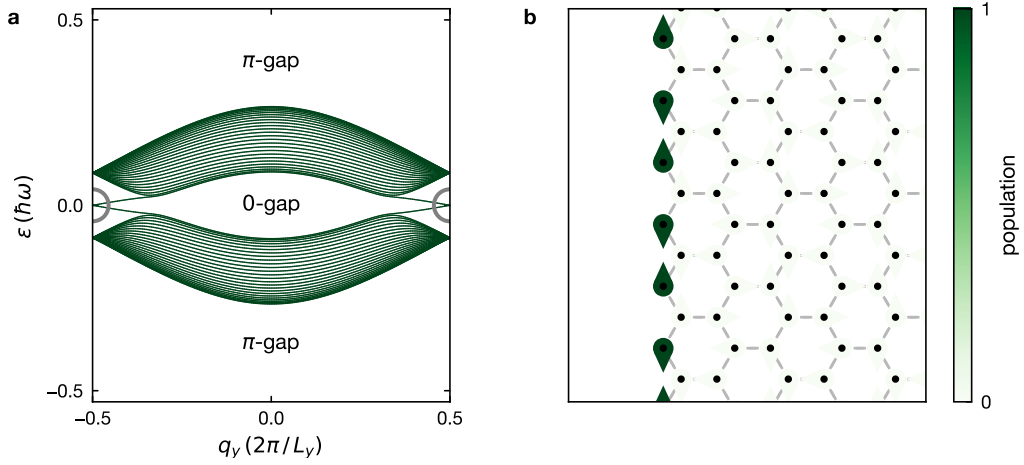 a
0.5
0.0
−0.5
ε (ħω)
π-gap
0-gap
π-gap
−0.5
0.0
0.5
q_y (2π / L_y)
b
1
0
population